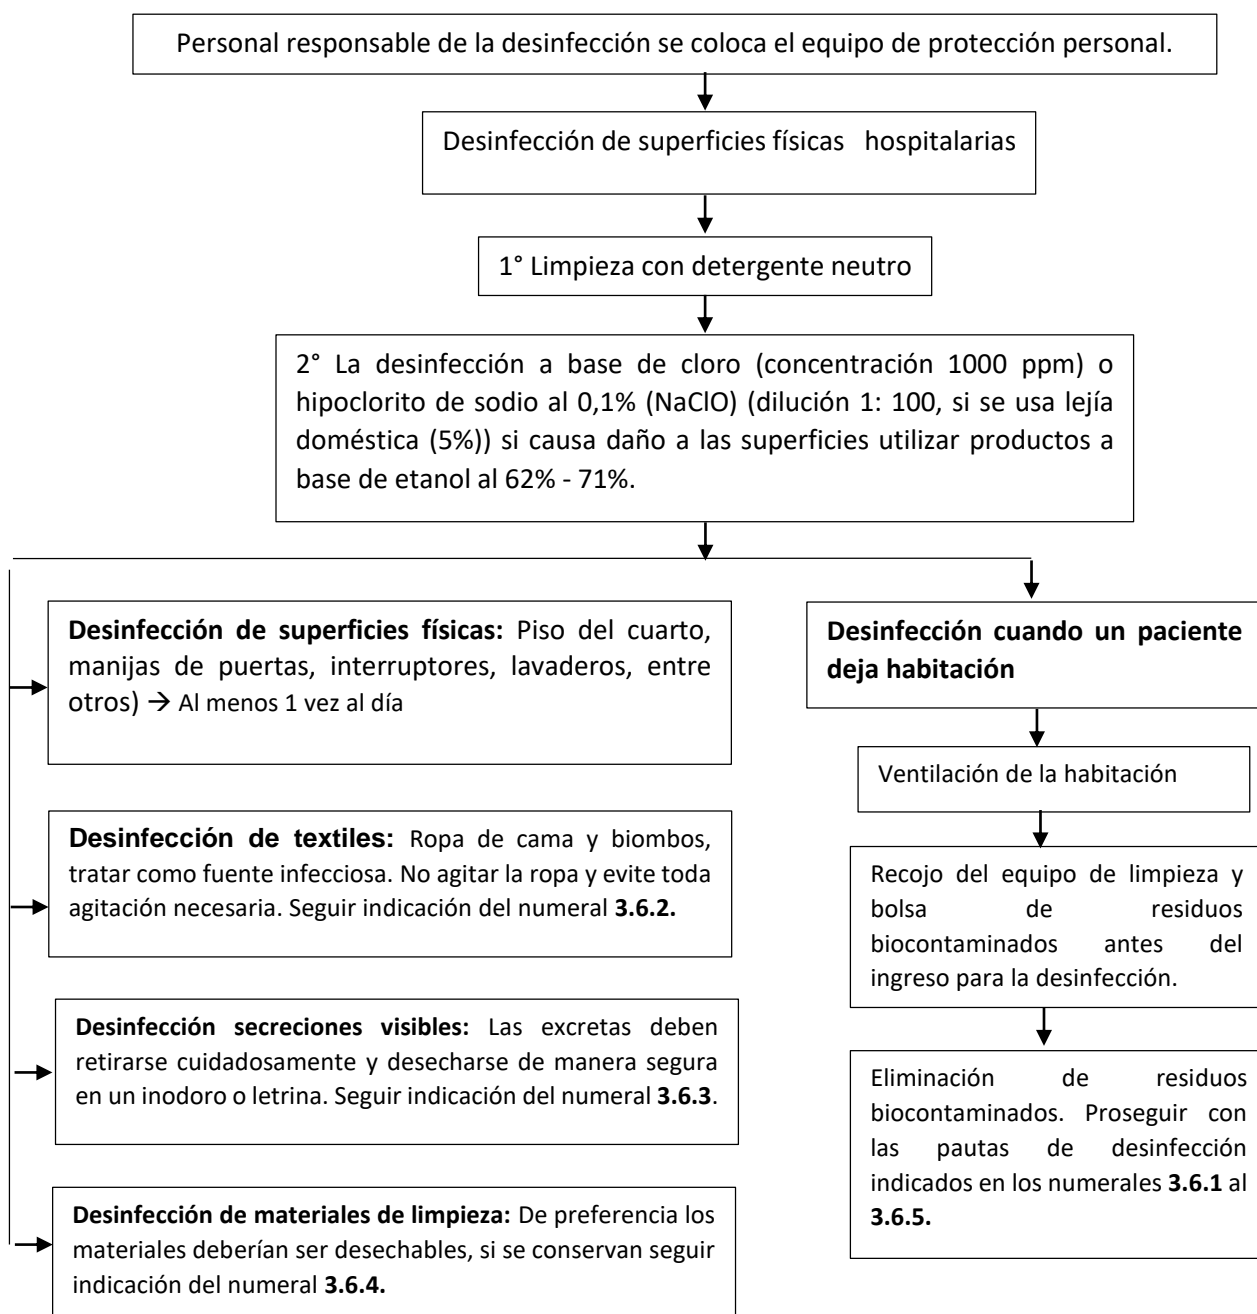 Personal responsable de la desinfección se coloca el equipo de protección personal.
Desinfección de superficies físicas hospitalarias
1° Limpieza con detergente neutro
2° La desinfección a base de cloro (concentración 1000 ppm) o
hipoclorito de sodio al 0,1% (NaClO) (dilución 1: 100, si se usa lejía
doméstica (5%)) si causa daño a las superficies utilizar productos a
base de etanol al 62% - 71%.
Desinfección de superficies físicas: Piso del cuarto,
manijas de puertas, interruptores, lavaderos, entre
otros) → Al menos 1 vez al día
Desinfección de textiles: Ropa de cama y biombos,
tratar como fuente infecciosa. No agitar la ropa y evite toda
agitación necesaria. Seguir indicación del numeral 3.6.2.
Desinfección secreciones visibles: Las excretas deben
retirarse cuidadosamente y desecharse de manera segura
en un inodoro o letrina. Seguir indicación del numeral 3.6.3.
Desinfección de materiales de limpieza: De preferencia los
materiales deberían ser desechables, si se conservan seguir
indicación del numeral 3.6.4.
Desinfección cuando un paciente
deja habitación
Ventilación de la habitación
Recojo del equipo de limpieza y
bolsa de residuos
biocontaminados antes del
ingreso para la desinfección.
Eliminación de residuos
biocontaminados. Proseguir con
las pautas de desinfección
indicados en los numerales 3.6.1 al
3.6.5.